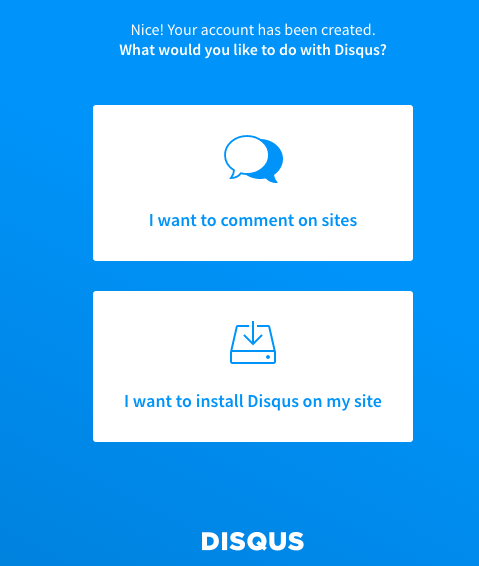 Nice! Your account has been created.
What would you like to do with Disqus?
I want to comment on sites
I want to install Disqus on my site
DISQUS